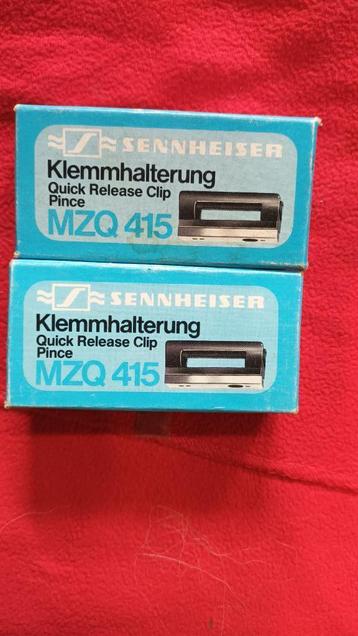 SENNHEISER
Klemmhalterung
Quick Release Clip
Pince
MZQ 415
SENNHEISER
Klemmhalterung
Quick Release Clip
Pince
MZQ 415